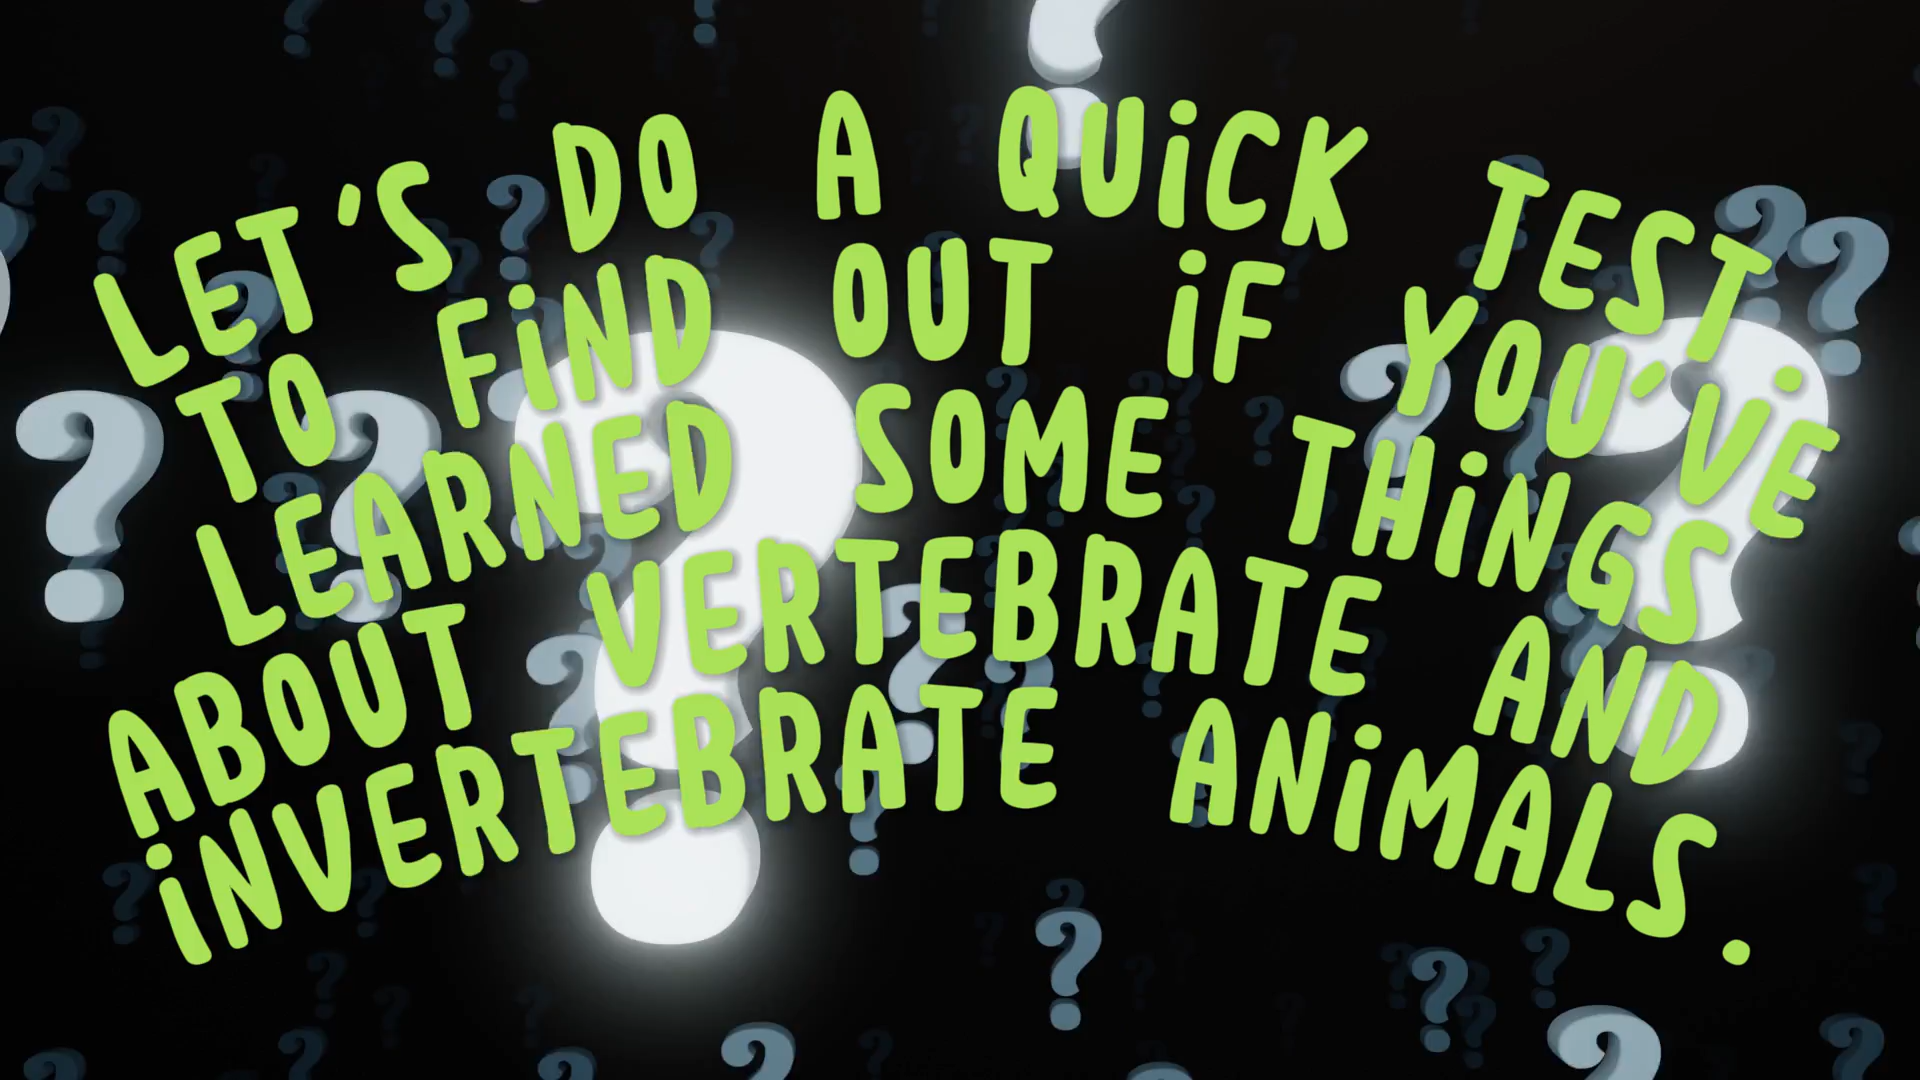 LET'S DO A QUiCK TEST
TO FiND OUT iF YOU'VE
LEARNED SOME THiNGS
ABOUT VERTEBRATE AND
iNVERTEBRATE ANiMALS.